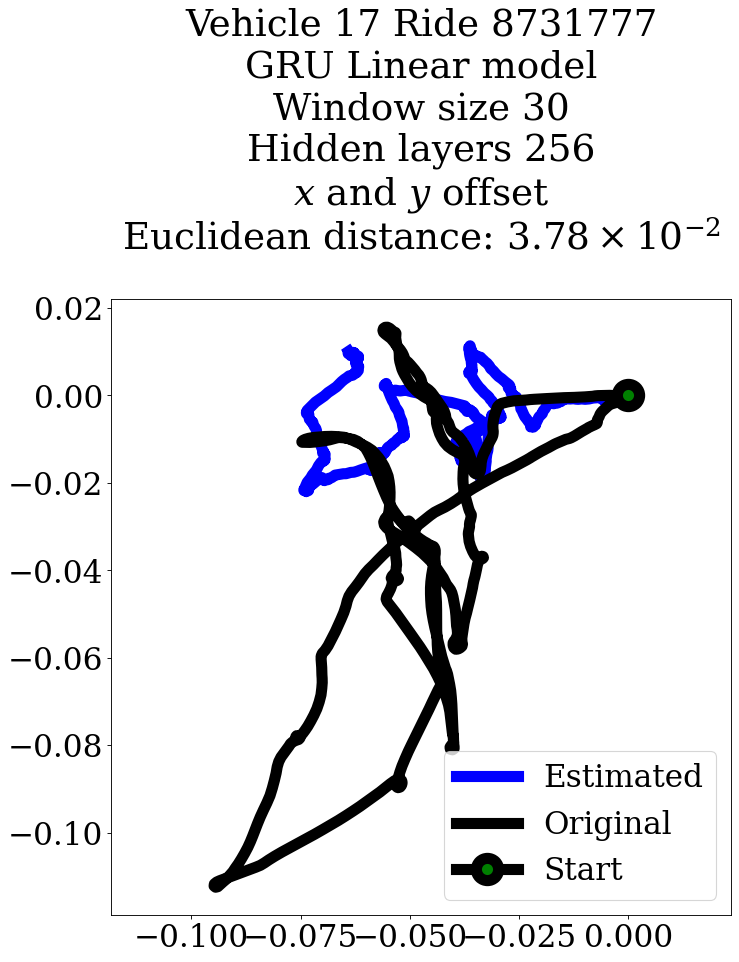 Vehicle 17 Ride 8731777
GRU Linear model
Window size 30
Hidden layers 256
x and y offset
Euclidean distance: 3.78 × 10⁻²
0.02
0.00
−0.02
−0.04
−0.06
−0.08
−0.10
Estimated
Original
Start
−0.100 −0.075 −0.050 −0.025 0.000